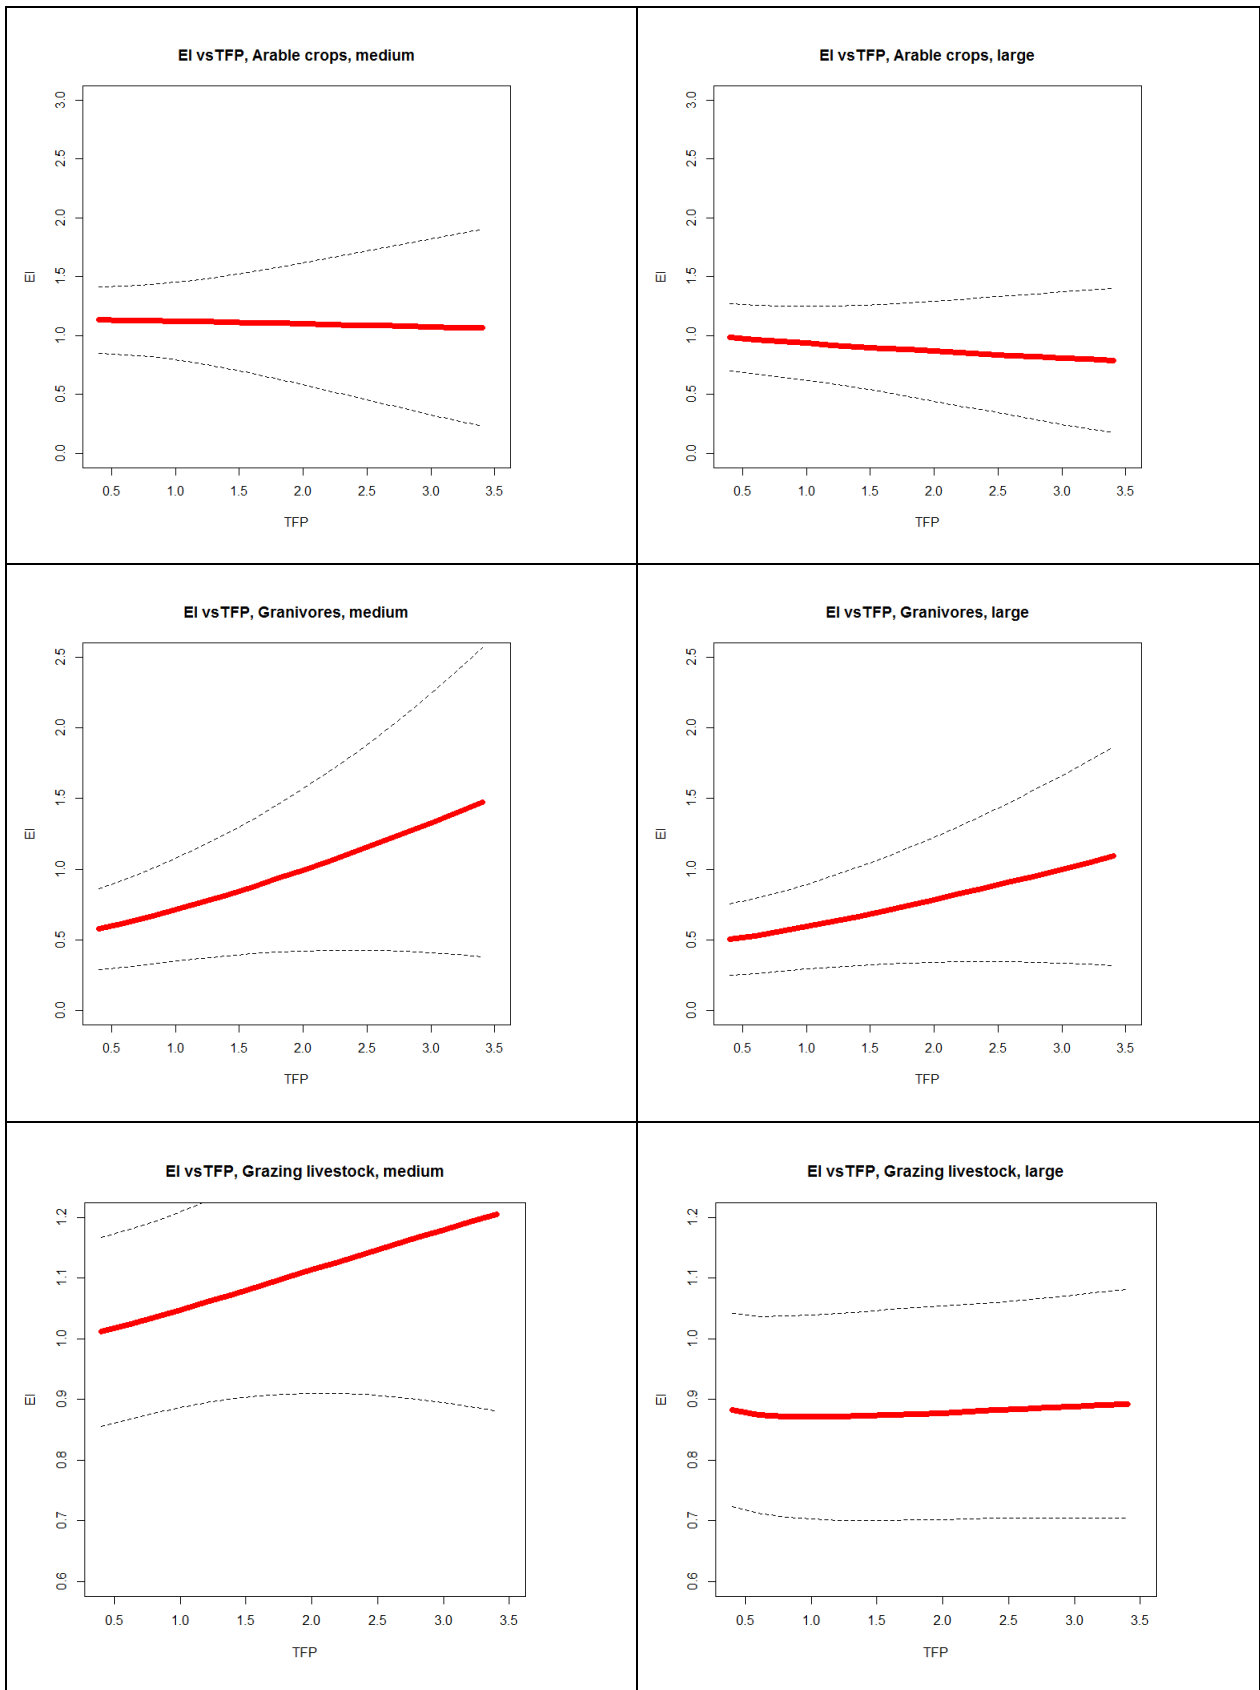 EI vsTFP, Arable crops, medium
3.0
2.5
2.0
1.5
1.0
0.5
0.0
EI
0.5 1.0 1.5 2.0 2.5 3.0 3.5
TFP
EI vsTFP, Arable crops, large
3.0
2.5
2.0
1.5
1.0
0.5
0.0
EI
0.5 1.0 1.5 2.0 2.5 3.0 3.5
TFP
EI vsTFP, Granivores, medium
2.5
2.0
1.5
1.0
0.5
0.0
EI
0.5 1.0 1.5 2.0 2.5 3.0 3.5
TFP
EI vsTFP, Granivores, large
2.5
2.0
1.5
1.0
0.5
0.0
EI
0.5 1.0 1.5 2.0 2.5 3.0 3.5
TFP
EI vsTFP, Grazing livestock, medium
1.2
1.1
1.0
0.9
0.8
0.7
0.6
EI
0.5 1.0 1.5 2.0 2.5 3.0 3.5
TFP
EI vsTFP, Grazing livestock, large
1.2
1.1
1.0
0.9
0.8
0.7
0.6
EI
0.5 1.0 1.5 2.0 2.5 3.0 3.5
TFP